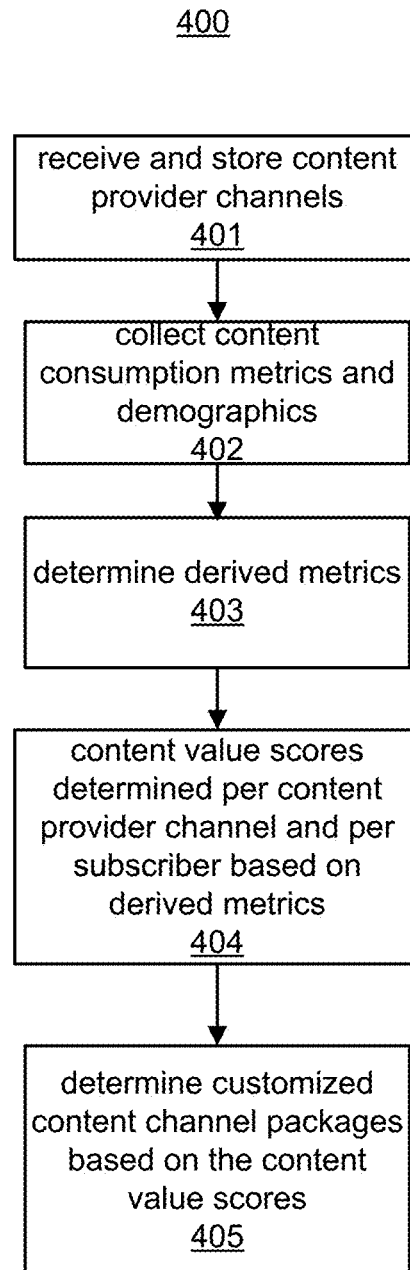 400
receive and store content
provider channels
401
collect content
consumption metrics and
demographics
402
determine derived metrics
403
content value scores
determined per content
provider channel and per
subscriber based on
derived metrics
404
determine customized
content channel packages
based on the content
value scores
405